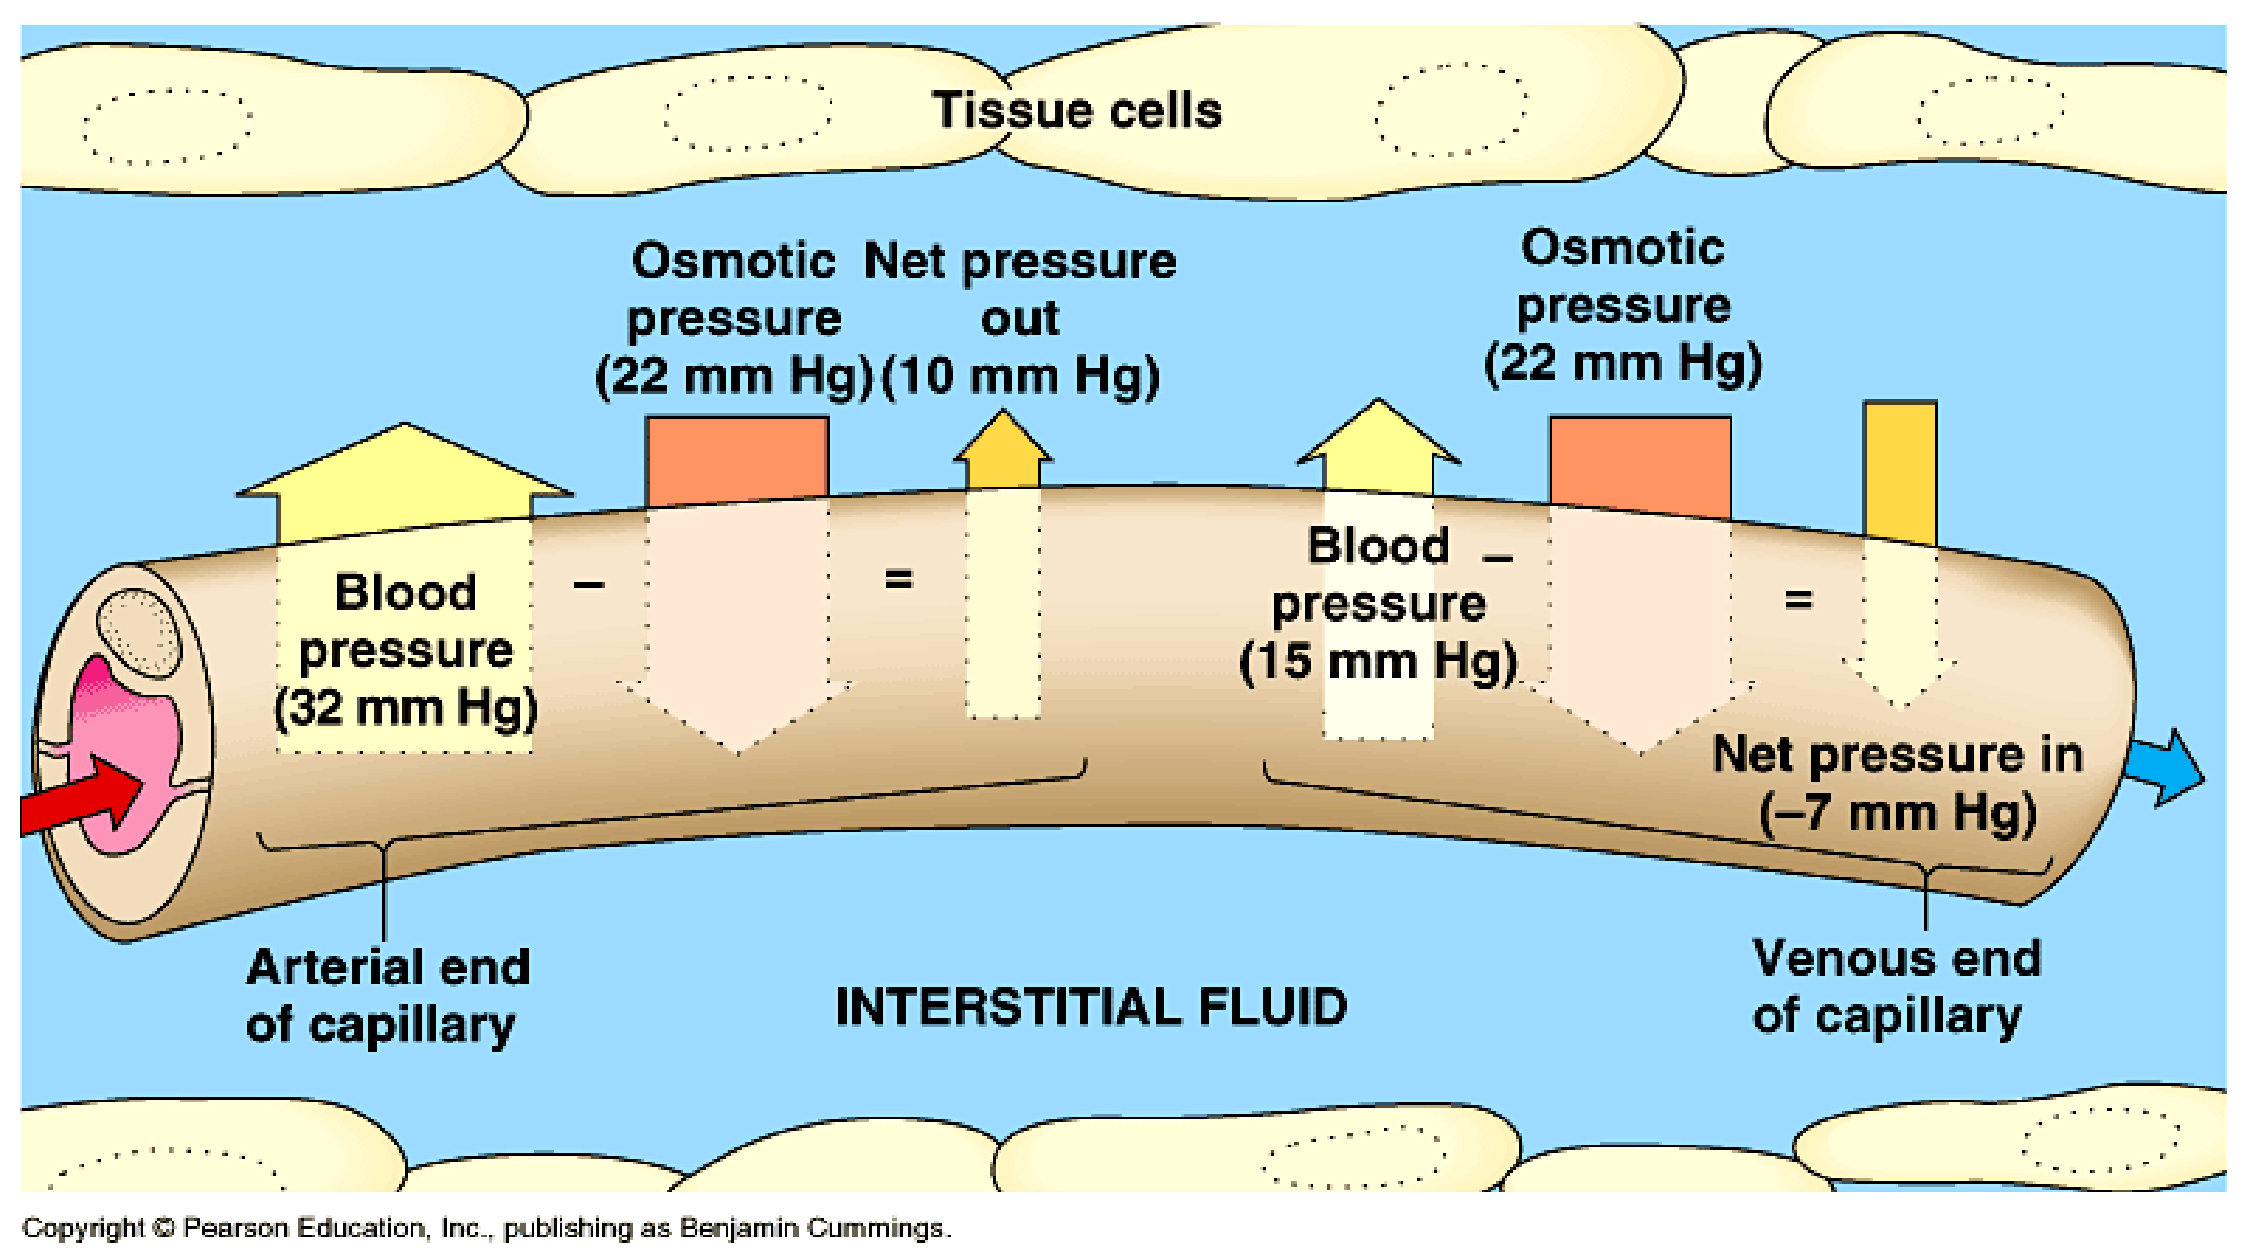 Tissue cells
Osmotic
pressure
(22 mm Hg)
Net pressure
out
(10 mm Hg)
Osmotic
pressure
(22 mm Hg)
Blood
pressure
(32 mm Hg)
–
=
Blood
pressure
(15 mm Hg)
–
=
Net pressure in
(–7 mm Hg)
Arterial end
of capillary
INTERSTITIAL FLUID
Venous end
of capillary
Copyright © Pearson Education, Inc., publishing as Benjamin Cummings.